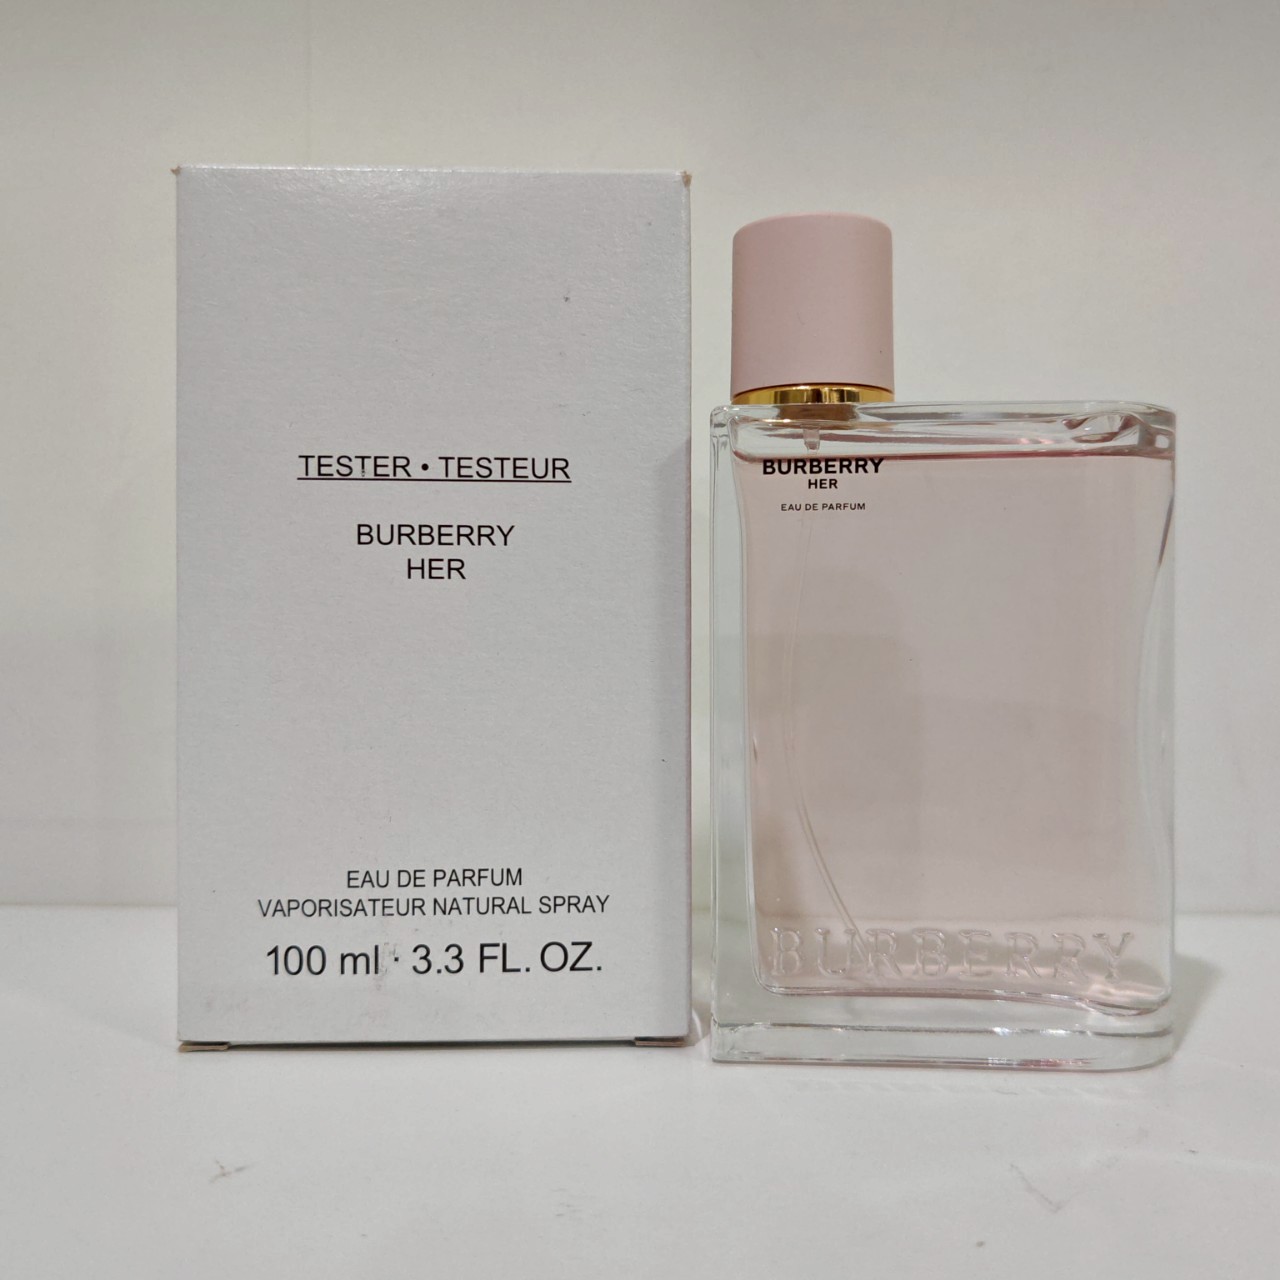 TESTER • TESTEUR
BURBERRY
HER
EAU DE PARFUM
VAPORISATEUR NATURAL SPRAY
100 ml · 3.3 FL. OZ.
BURBERRY
HER
EAU DE PARFUM
BURBERRY